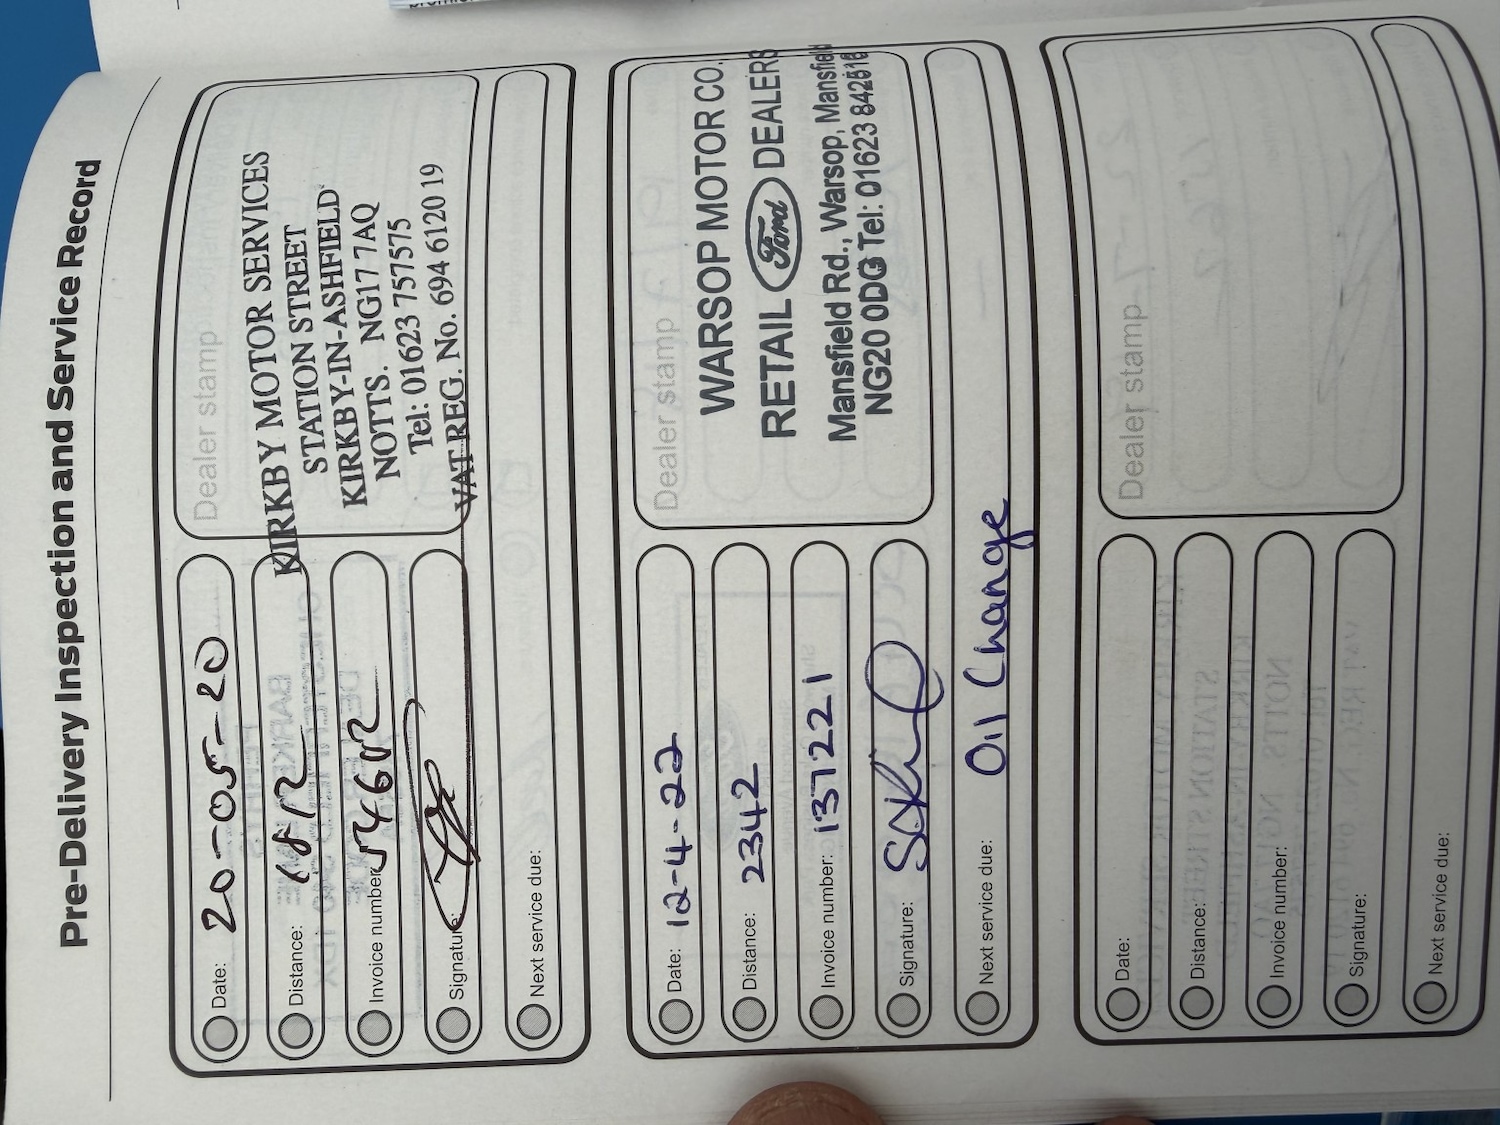 Pre-Delivery Inspection and Service Record
Date: 20-05-20
Distance: 1812
Invoice number:
Signature:
Next service due:
Dealer stamp
KIRKBY MOTOR SERVICES
STATION STREET
KIRKBY-IN-ASHFIELD
NOTTS. NG17 7AQ
Tel: 01623 757575
VAT REG. No. 694 6120 19
Date: 12-4-22
Distance: 2342
Invoice number: 137221
Signature:
Next service due: Oil Change
Dealer stamp
WARSOP MOTOR CO.
RETAIL Ford DEALERS
Mansfield Rd., Warsop, Mansfield
NG20 0DG Tel: 01623 842616
Date:
Distance:
Invoice number:
Signature:
Next service due:
Dealer stamp